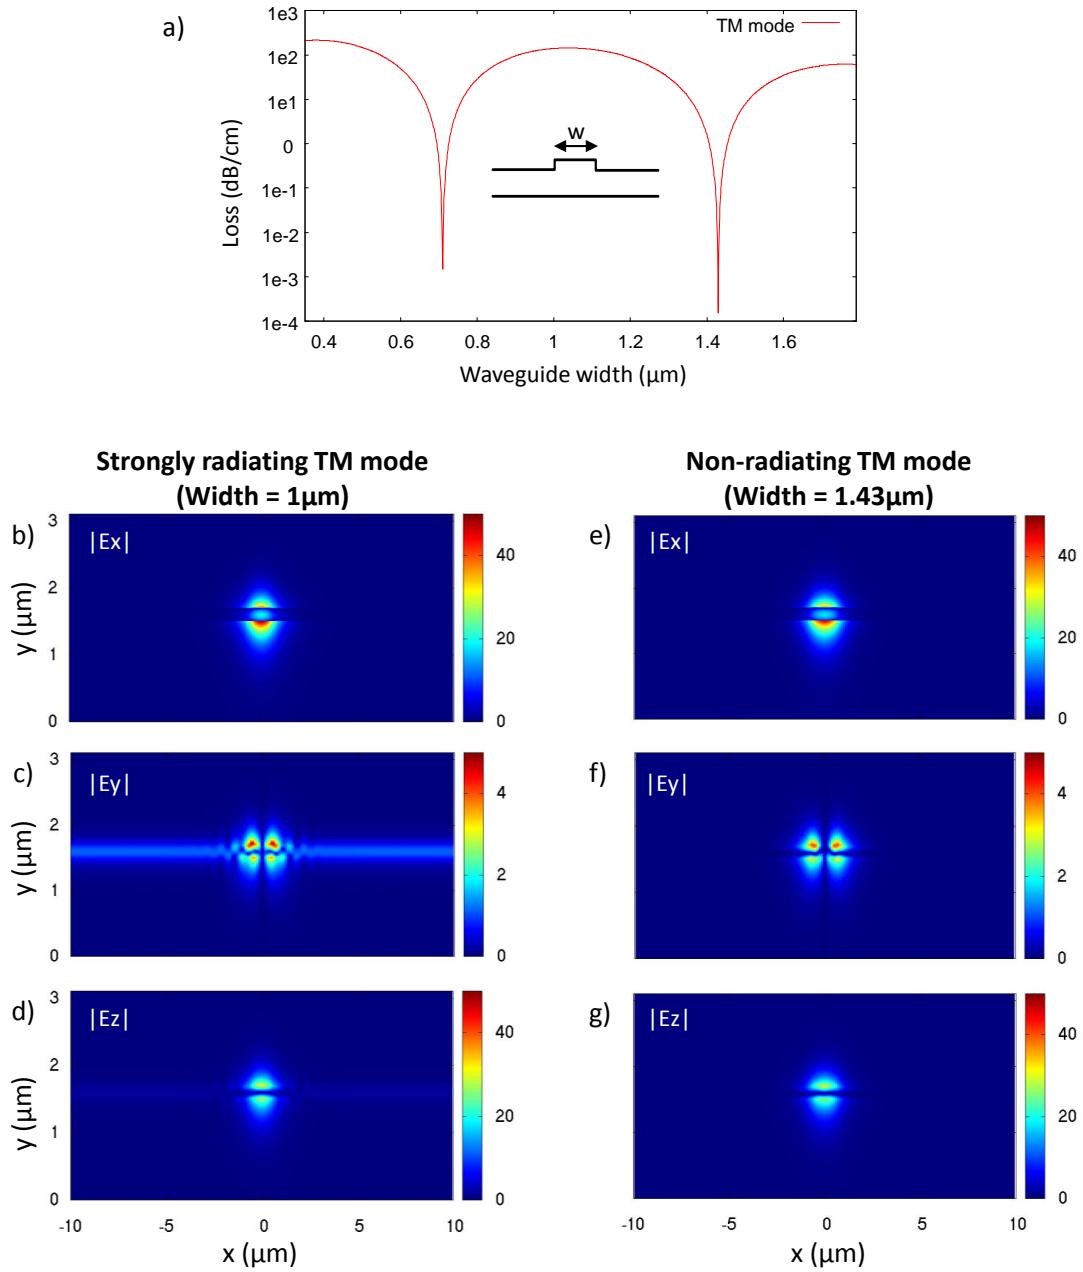 a)
1e3
1e2
1e1
0
1e-1
1e-2
1e-3
1e-4
Loss (dB/cm)
TM mode
w
0.4 0.6 0.8 1 1.2 1.4 1.6
Waveguide width (μm)
Strongly radiating TM mode
(Width = 1μm)
Non-radiating TM mode
(Width = 1.43μm)
b)
|Ex|
3
2
1
0
y (μm)
40
20
0
e)
|Ex|
40
20
0
c)
|Ey|
3
2
1
0
y (μm)
4
2
0
f)
|Ey|
4
2
0
d)
|Ez|
3
2
1
0
y (μm)
40
20
0
-10 -5 0 5 10
x (μm)
g)
|Ez|
40
20
0
-10 -5 0 5 10
x (μm)